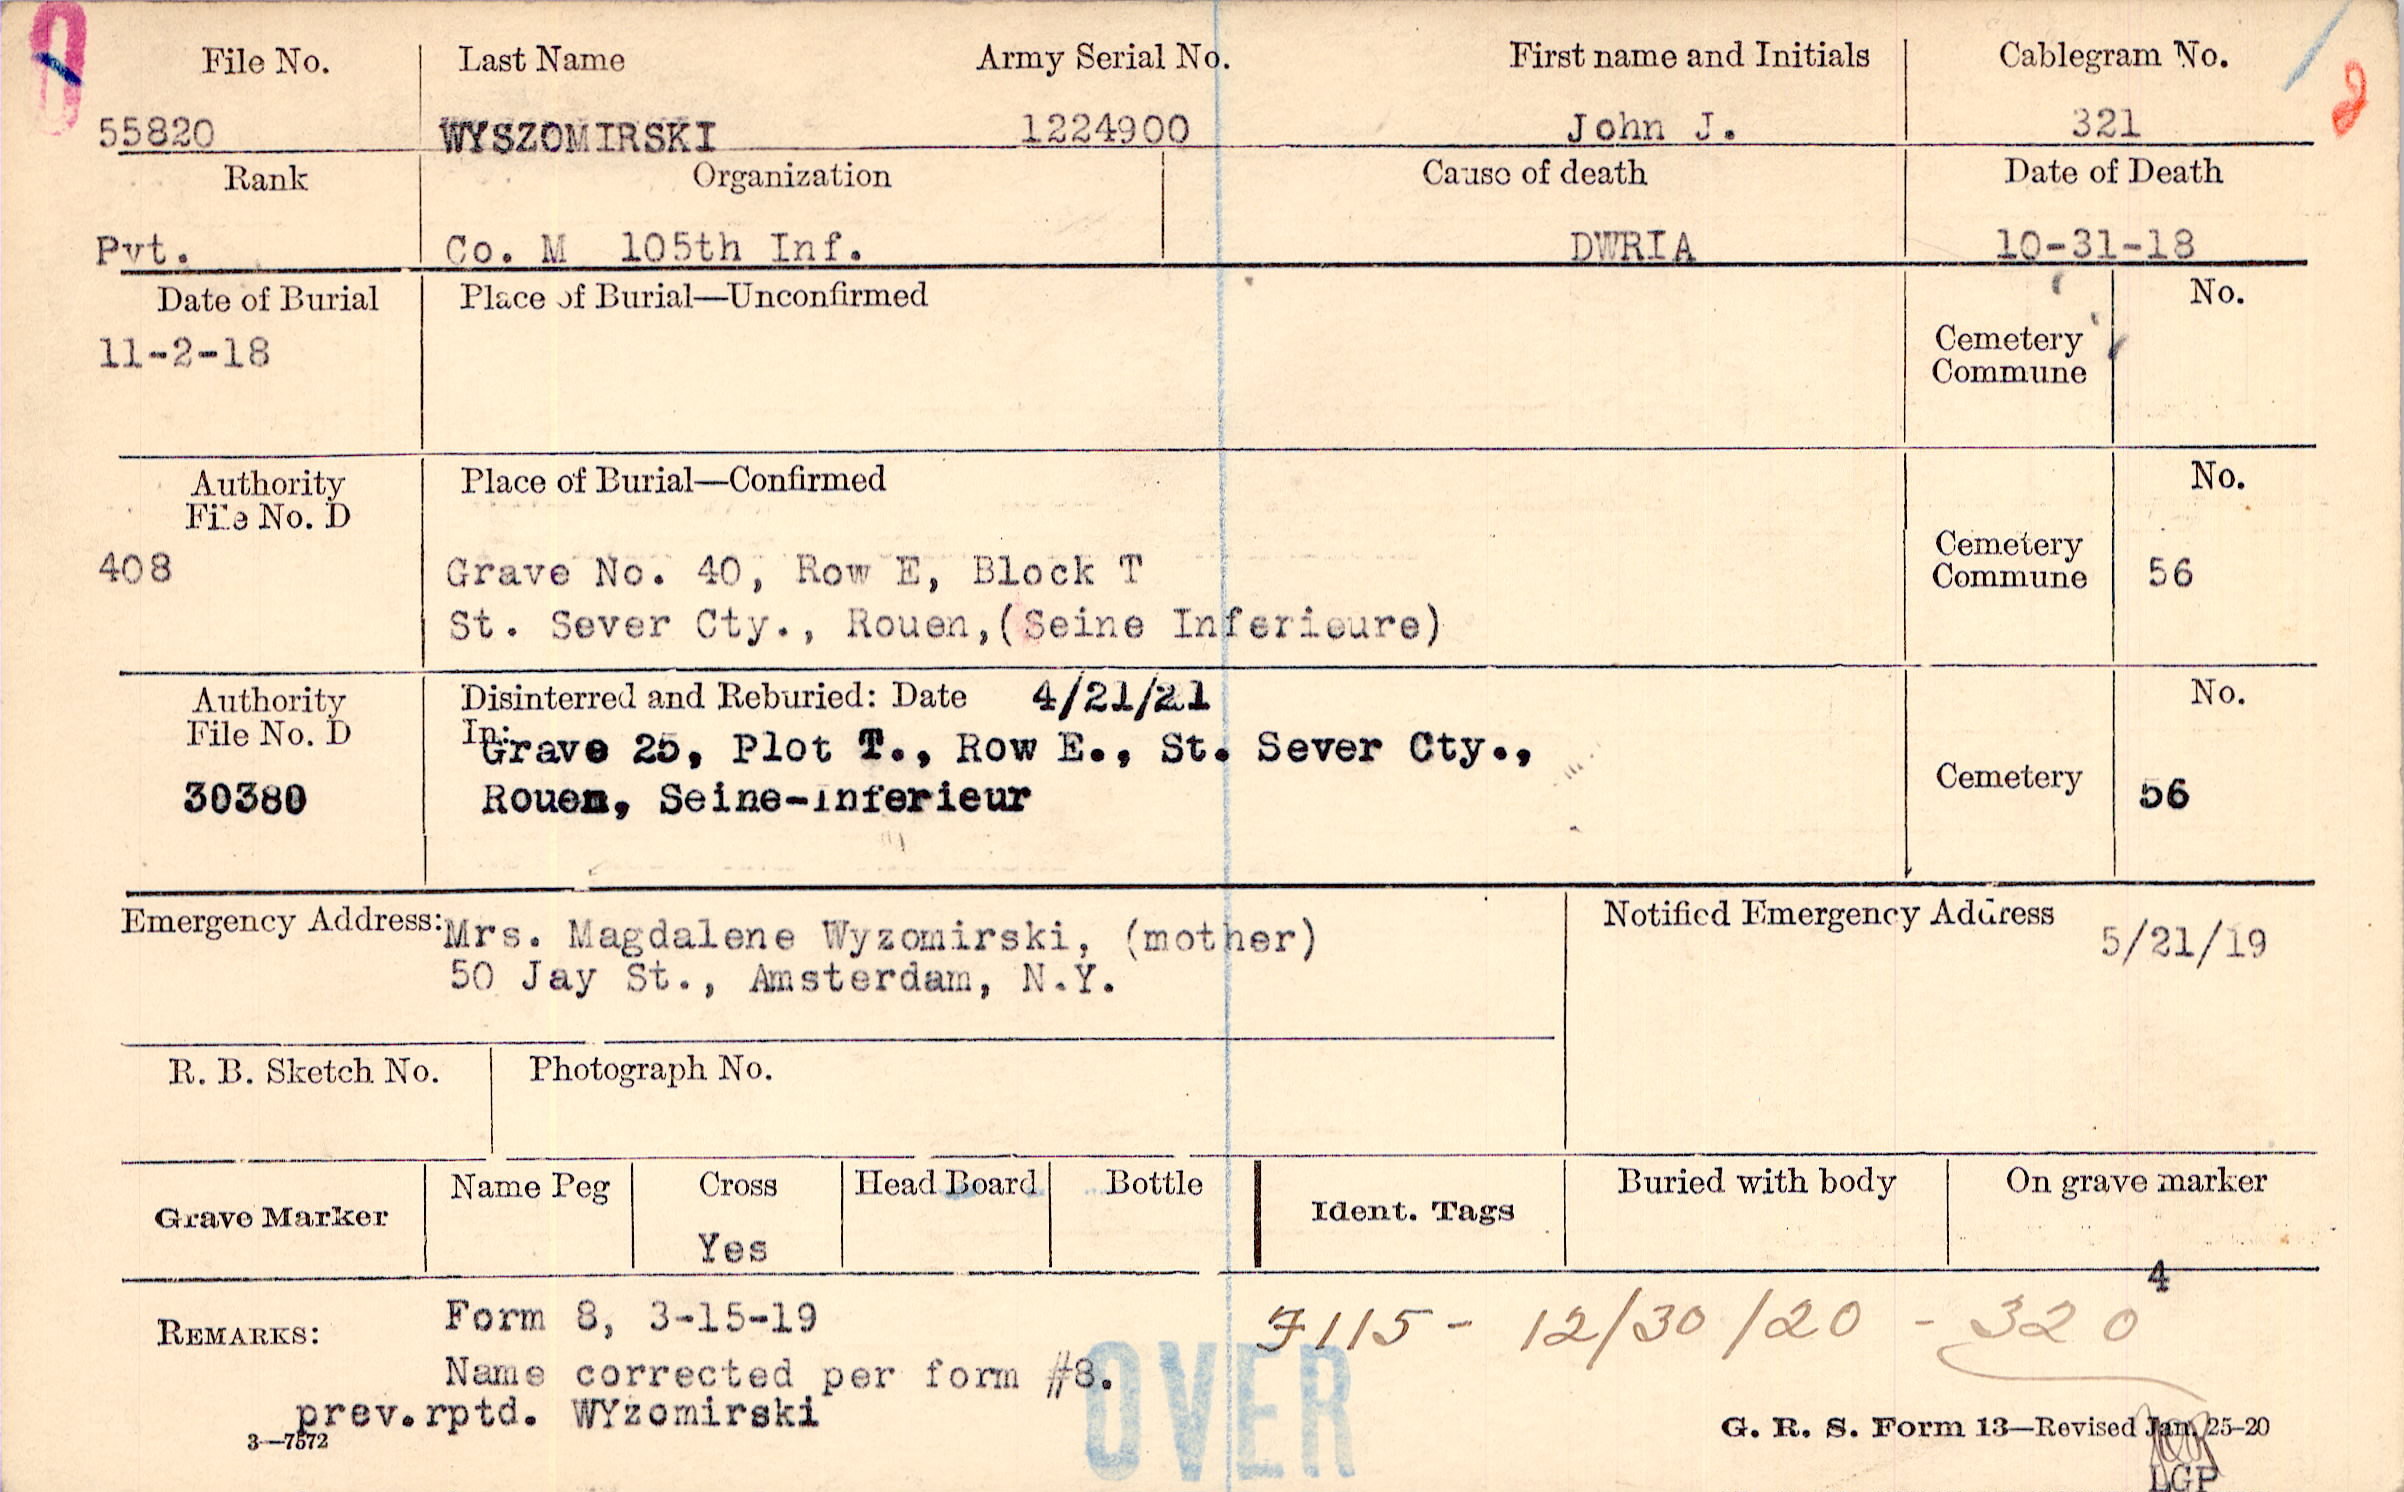 File No. Last Name Army Serial No. First name and Initials Cablegram No.
55820 WYSZOMIRSKI 1224900 John J. 321
Rank Organization Cause of death Date of Death
Pvt. Co. M 105th Inf. DWRIA 10-31-18
Date of Burial Place of Burial—Unconfirmed No.
11-2-18 Cemetery
Commune
Authority Place of Burial—Confirmed No.
File No. D
408 Grave No. 40, Row E, Block T Cemetery
Commune 56
St. Sever Cty., Rouen,(Seine Inferieure)
Authority Disinterred and Reburied: Date 4/21/21 No.
File No. D In:
Grave 25, Plot T., Row E., St. Sever Cty.,
30380 Rouen, Seine-Inferieur Cemetery 56
Emergency Address: Mrs. Magdalene Wyzomirski, (mother) Notified Emergency Address 5/21/19
50 Jay St., Amsterdam, N.Y.
R. B. Sketch No. Photograph No.
Grave Marker Name Peg Cross Head Board Bottle Ident. Tags Buried with body On grave marker
Yes
4
REMARKS: Form 8, 3-15-19 115 - 12/30/20 - 320
Name corrected per form #8.
prev.rptd. WYzomirski
OVER
3—7572 G. R. S. Form 13—Revised Jan. 25-20
LGP